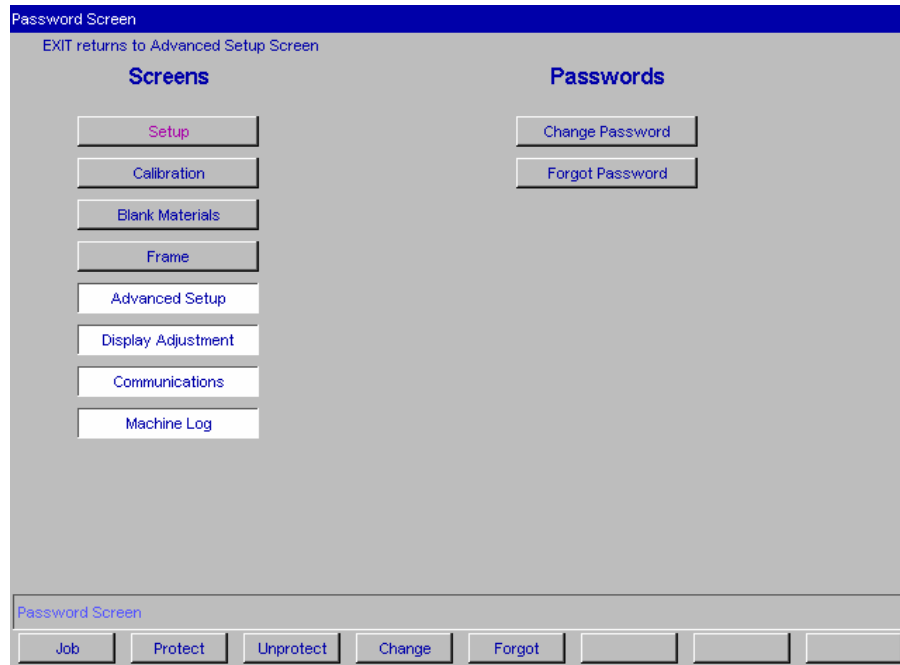 Password Screen
EXIT returns to Advanced Setup Screen
Screens
Passwords
Setup
Change Password
Calibration
Forgot Password
Blank Materials
Frame
Advanced Setup
Display Adjustment
Communications
Machine Log
Password Screen
Job Protect Unprotect Change Forgot